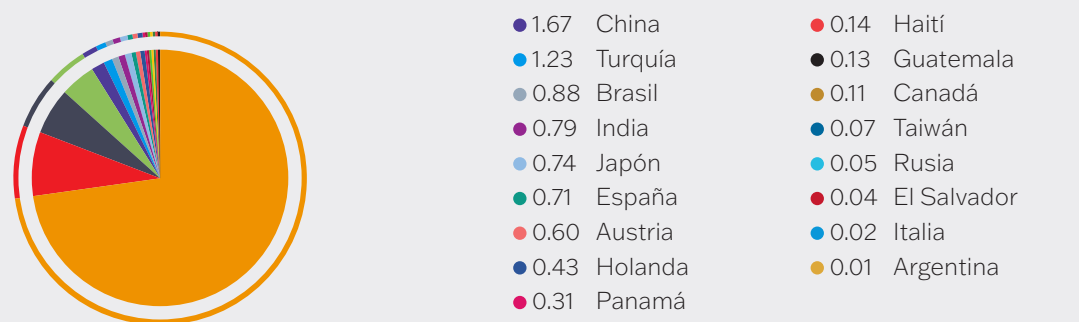 1.67 China
1.23 Turquía
0.88 Brasil
0.79 India
0.74 Japón
0.71 España
0.60 Austria
0.43 Holanda
0.31 Panamá
0.14 Haití
0.13 Guatemala
0.11 Canadá
0.07 Taiwán
0.05 Rusia
0.04 El Salvador
0.02 Italia
0.01 Argentina